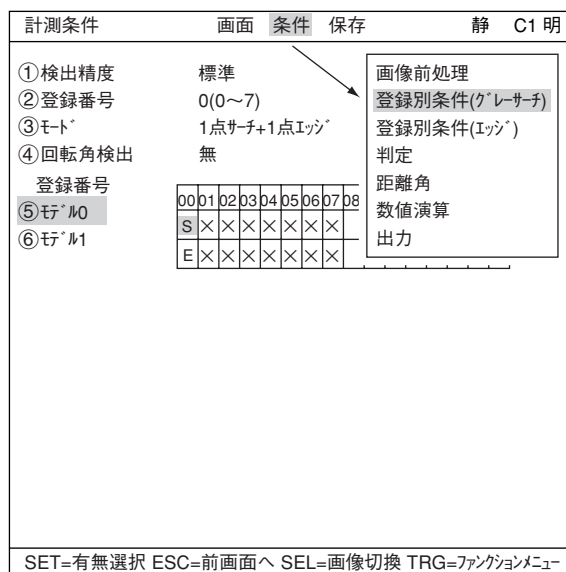 計測条件 画面 条件 保存 静 C1 明
①検出精度 標準
②登録番号 0(0～7)
③ﾓｰﾄﾞ 1点ｻｰﾁ+1点ｴｯｼﾞ
④回転角検出 無
登録番号
00 01 02 03 04 05 06 07 08
⑤ﾓﾃﾞﾙ0 S × × × × × × ×
⑥ﾓﾃﾞﾙ1 E × × × × × × ×
画像前処理
登録別条件(ｸﾞﾚｰｻｰﾁ)
登録別条件(ｴｯｼﾞ)
判定
距離角
数値演算
出力
SET=有無選択 ESC=前画面へ SEL=画像切換 TRG=ﾌｧﾝｸｼｮﾝﾒﾆｭｰ